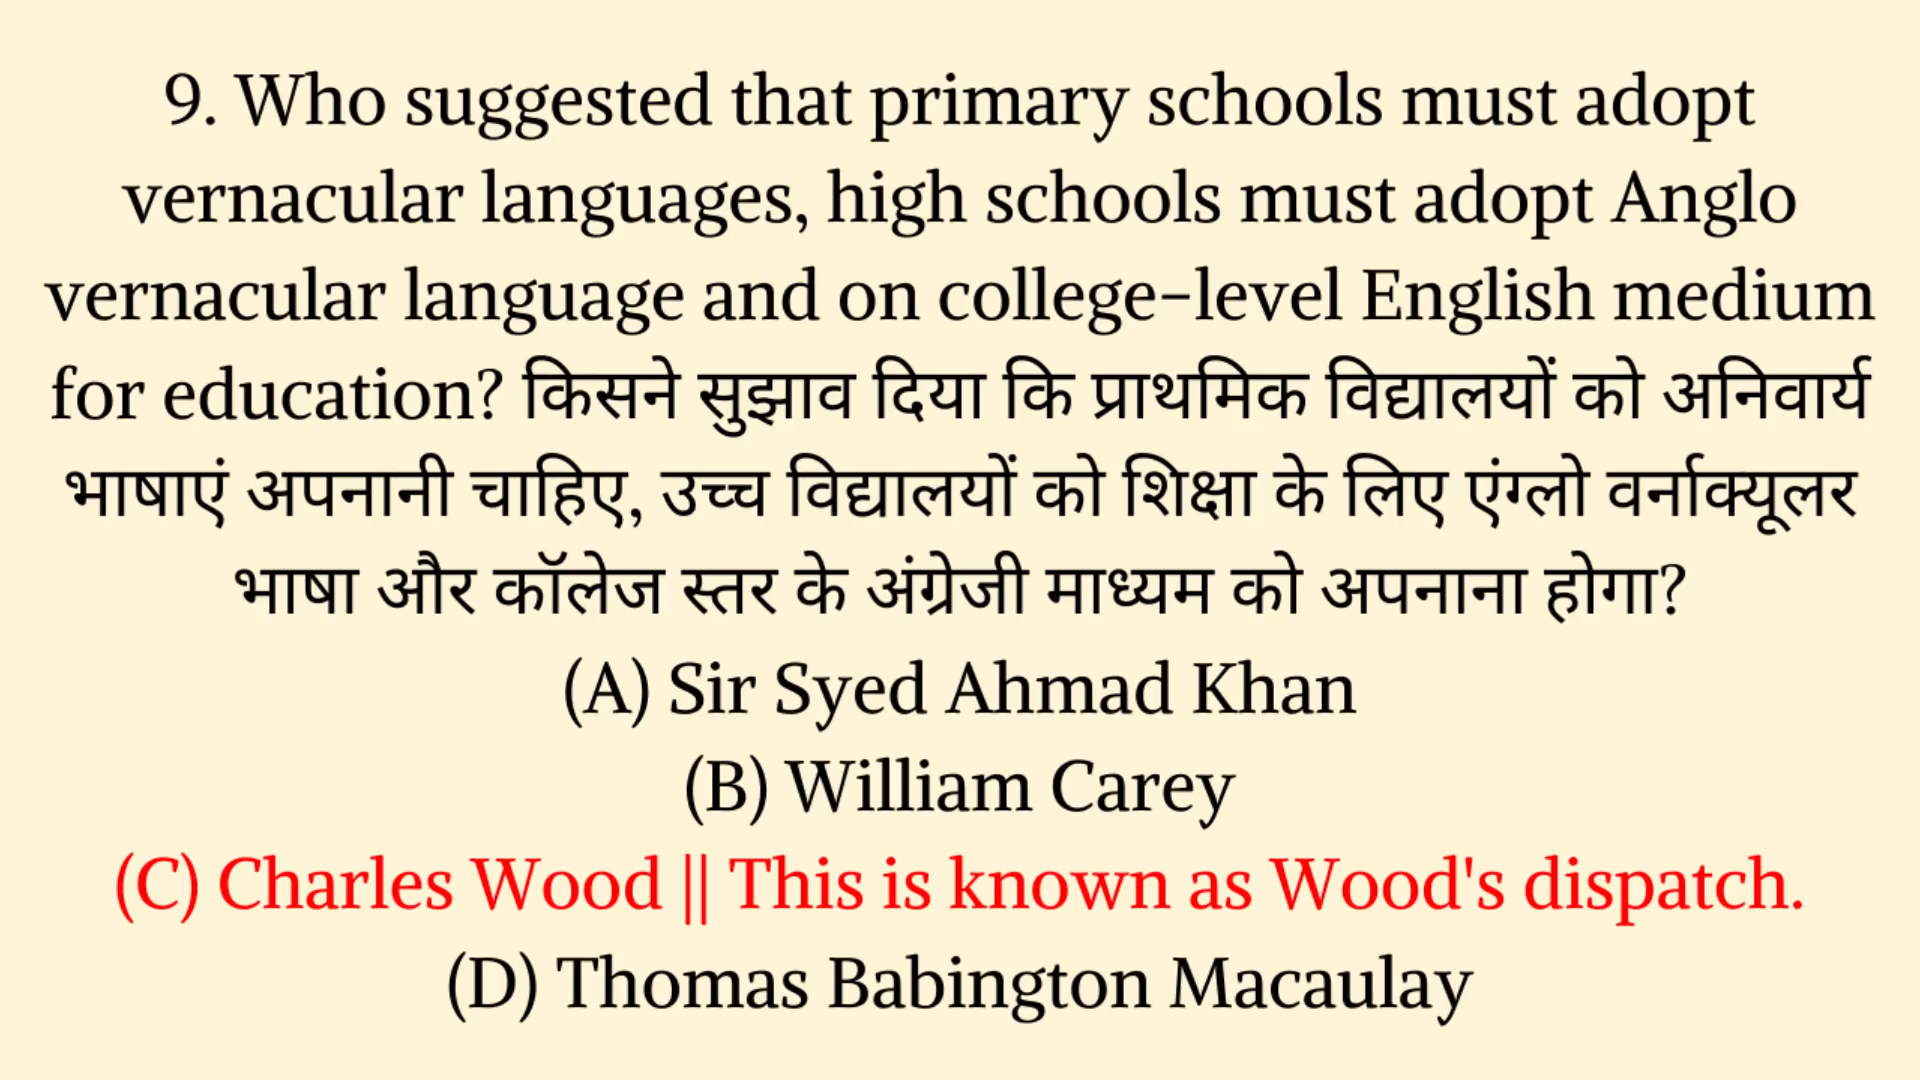 9. Who suggested that primary schools must adopt
vernacular languages, high schools must adopt Anglo
vernacular language and on college-level English medium
for education? किसने सुझाव दिया कि प्राथमिक विद्यालयों को अनिवार्य
भाषाएं अपनानी चाहिए, उच्च विद्यालयों को शिक्षा के लिए एंग्लो वर्नाक्यूलर
भाषा और कॉलेज स्तर के अंग्रेजी माध्यम को अपनाना होगा?
(A) Sir Syed Ahmad Khan
(B) William Carey
(C) Charles Wood || This is known as Wood's dispatch.
(D) Thomas Babington Macaulay